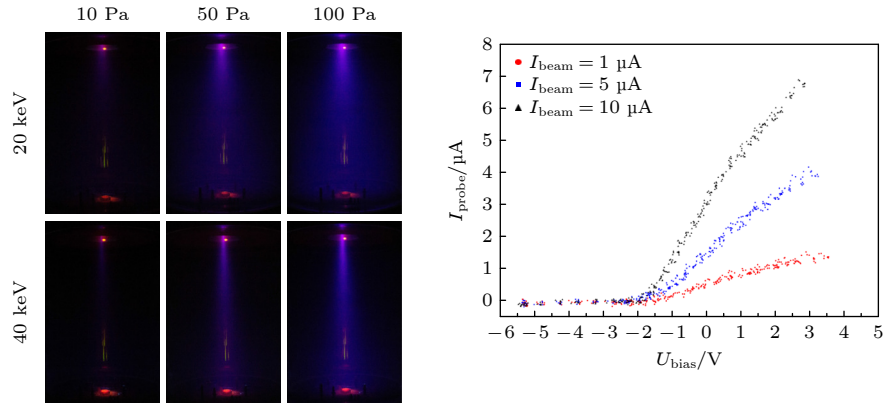 10 Pa 50 Pa 100 Pa
20 keV
40 keV
8
7
6
5
4
3
2
1
0
I_probe/µA
I_beam = 1 µA
I_beam = 5 µA
I_beam = 10 µA
−6 −5 −4 −3 −2 −1 0 1 2 3 4 5
U_bias/V